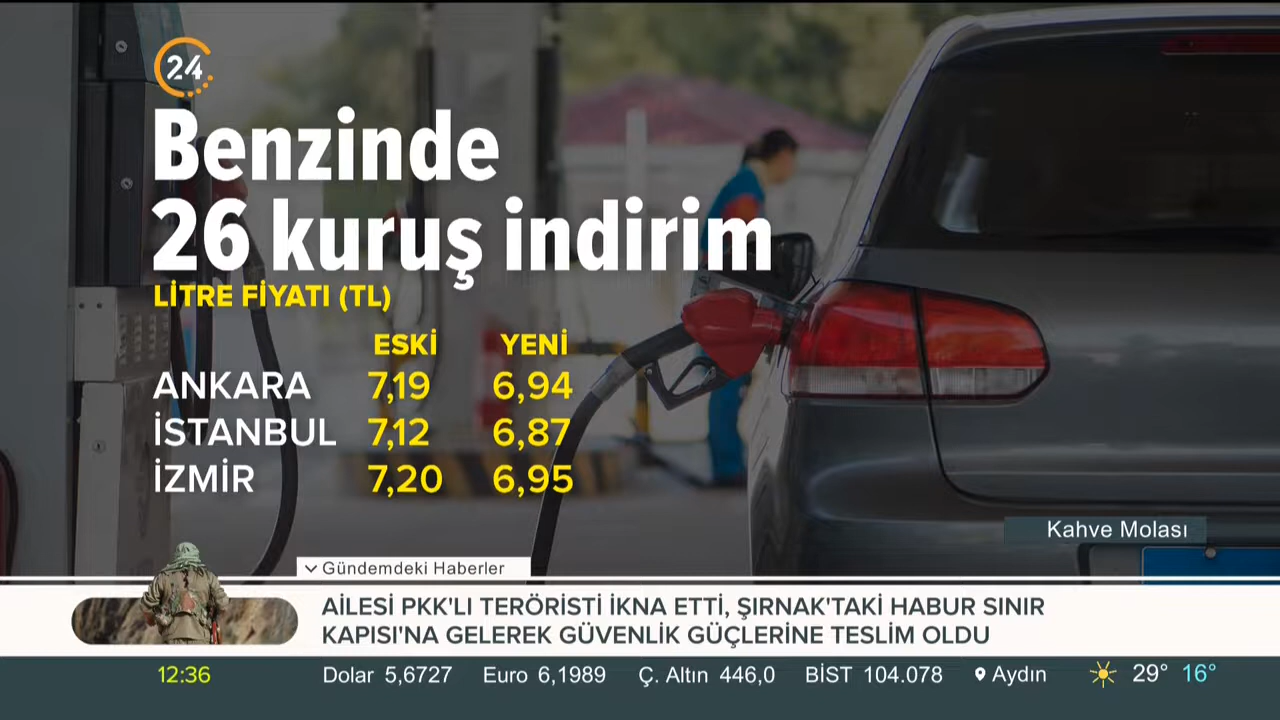 24
Benzinde
26 kuruş indirim
LİTRE FİYATI (TL)
ESKİ YENİ
ANKARA 7,19 6,94
İSTANBUL 7,12 6,87
İZMİR 7,20 6,95
Kahve Molası
Gündemdeki Haberler
AİLESİ PKK'LI TERÖRİSTİ İKNA ETTİ, ŞIRNAK'TAKİ HABUR SINIR
KAPISI'NA GELEREK GÜVENLİK GÜÇLERİNE TESLİM OLDU
12:36 Dolar 5,6727 Euro 6,1989 Ç. Altın 446,0 BİST 104.078 Aydın 29° 16°